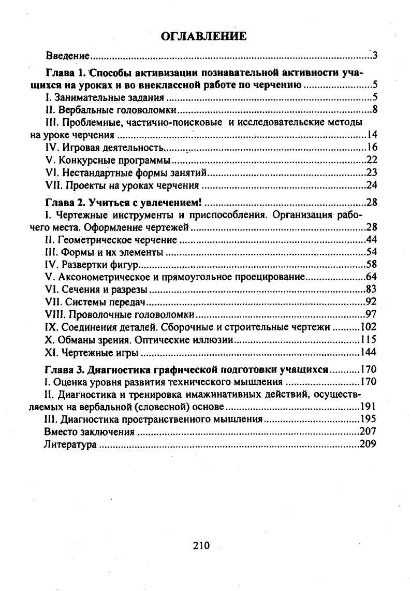 ОГЛАВЛЕНИЕ
Введение.....3
Глава 1. Способы активизации познавательной активности уча-
щихся на уроках и во внеклассной работе по черчению.....5
I. Занимательные задания.....5
II. Вербальные головоломки.....8
III. Проблемные, частично-поисковые и исследовательские методы
на уроке черчения.....14
IV. Игровая деятельность.....16
V. Конкурсные программы.....22
VI. Нестандартные формы занятий.....23
VII. Проекты на уроках черчения.....24
Глава 2. Учиться с увлечением!.....28
I. Чертежные инструменты и приспособления. Организация рабо-
чего места. Оформление чертежей.....28
II. Геометрическое черчение.....44
III. Формы и их элементы.....54
IV. Развертки фигур.....58
V. Аксонометрическое и прямоугольное проецирование.....64
VI. Сечения и разрезы.....83
VII. Системы передач.....92
VIII. Проволочные головоломки.....97
IX. Соединения деталей. Сборочные и строительные чертежи.....102
X. Обманы зрения. Оптические иллюзии.....115
XI. Чертежные игры.....144
Глава 3. Диагностика графической подготовки учащихся.....170
I. Оценка уровня развития технического мышления.....170
II. Диагностика и тренировка имажинативных действий, осуществ-
ляемых на вербальной (словесной) основе.....191
III. Диагностика пространственного мышления.....195
Вместо заключения.....207
Литература.....209
210